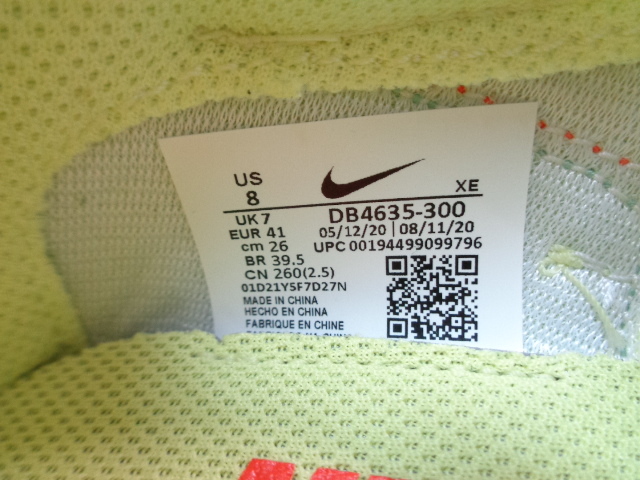 US
8
XE
UK 7
DB4635-300
EUR 41
05/12/20 | 08/11/20
cm 26
UPC 00194499099796
BR 39.5
CN 260(2.5)
01D21Y5F7D27N
MADE IN CHINA
HECHO EN CHINA
FABRIQUE EN CHINE